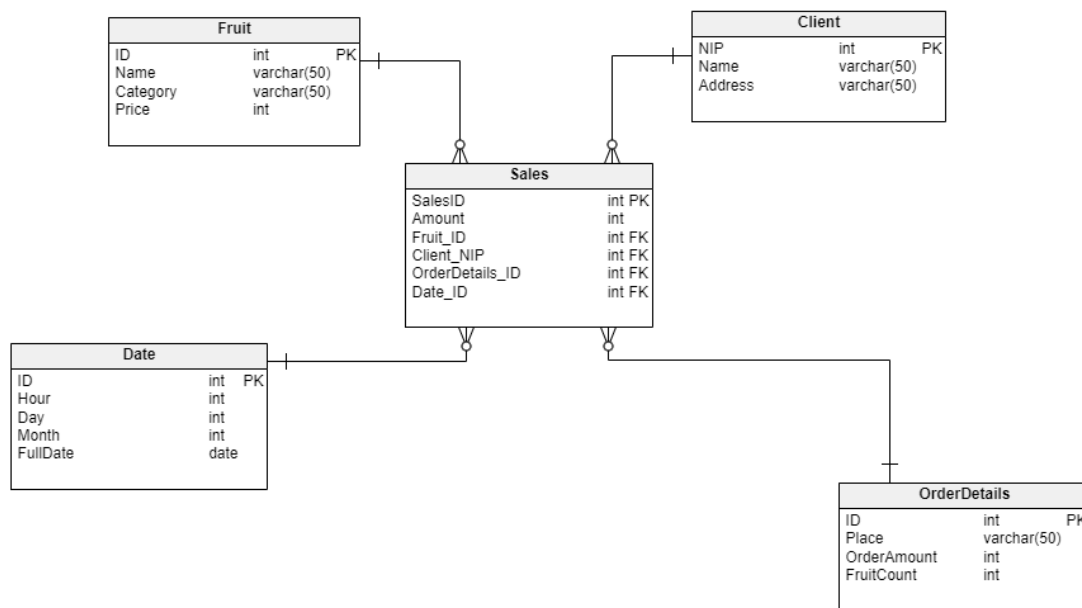 Fruit
ID int PK
Name varchar(50)
Category varchar(50)
Price int
Client
NIP int PK
Name varchar(50)
Address varchar(50)
Sales
SalesID int PK
Amount int
Fruit_ID int FK
Client_NIP int FK
OrderDetails_ID int FK
Date_ID int FK
Date
ID int PK
Hour int
Day int
Month int
FullDate date
OrderDetails
ID int PK
Place varchar(50)
OrderAmount int
FruitCount int